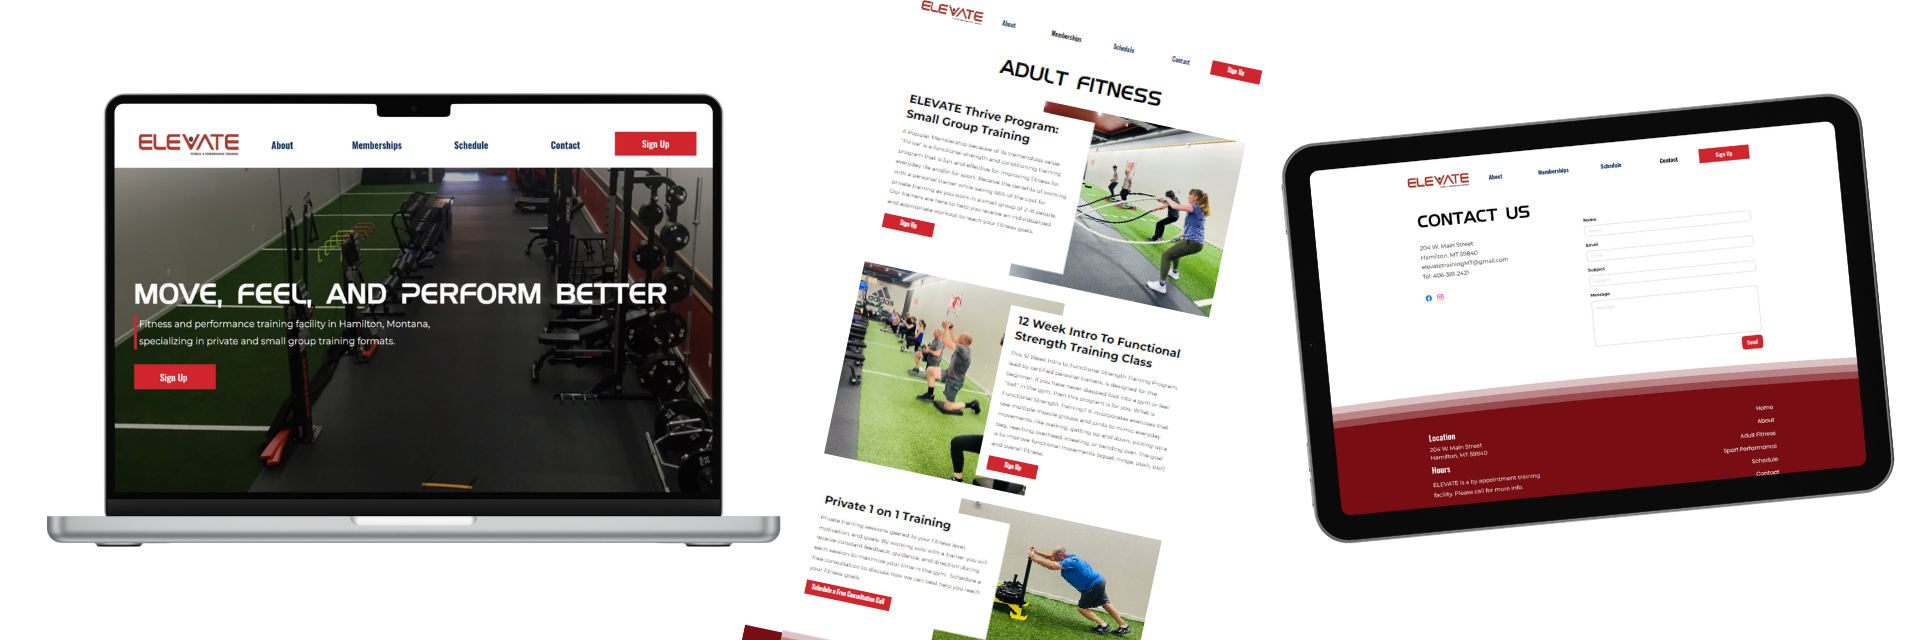 ELEVATE
FITNESS & PERFORMANCE TRAINING
About
Memberships
Schedule
Contact
Sign Up
MOVE, FEEL, AND PERFORM BETTER
Fitness and performance training facility in Hamilton, Montana,
specializing in private and small group training formats.
Sign Up
ELEVATE
About
Memberships
Schedule
Contact
Sign Up
ADULT FITNESS
ELEVATE Thrive Program:
Small Group Training
A Popular Membership because of its tremendous value.
"Thrive' is a functional strength and conditioning training
program that is fun and effective for improving fitness for
everyday life and/or for sport. Receive the benefits of working
with a personal trainer while saving 66% of the cost for
private training as you work in a small group of 2 -8 people.
Our trainers are here to help you receive an individualized
and appropriate workout to reach your fitness goals.
Sign Up
adidas
12 Week Intro To Functional
Strength Training Class
This 12 Week Intro to Functional Strength Training Program,
lead by certified personal trainers, is designed for the
beginner. If you have never stepped foot into a gym or feel
"lost" in the gym, then this program is for you. What is
Functional Strength Training? It incorporates exercises that
use multiple muscle groups and joints to mimic everyday
movements, like walking, getting up and down, picking up a
bag, reaching overhead, kneeling, or bending over. The goal
is to improve functional movements (squat, hinge, push, pull)
and overall fitness.
Sign Up
Private 1 on 1 Training
Private training sessions geared to your fitness level,
motivation, and goals. By working solo with a trainer you will
receive constant feedback, guidance, and direction during
each session to maximize your time in the gym. Schedule a
free consultation to discuss how we can best help you reach
your fitness goals.
Schedule a Free Consultation Call
ELEVATE
About
Memberships
Schedule
Contact
Sign Up
CONTACT US
204 W. Main Street
Hamilton, MT 59840
elevatetrainingMT@gmail.com
Tel: 406-381-2421
Name
Name
Email
Email
Subject
Subject
Message
Message
Send
Location
204 W Main Street
Hamilton, MT 59840
Hours
ELEVATE is a by appointment training
facility. Please call for more info.
Home
About
Adult Fitness
Sport Performance
Schedule
Contact